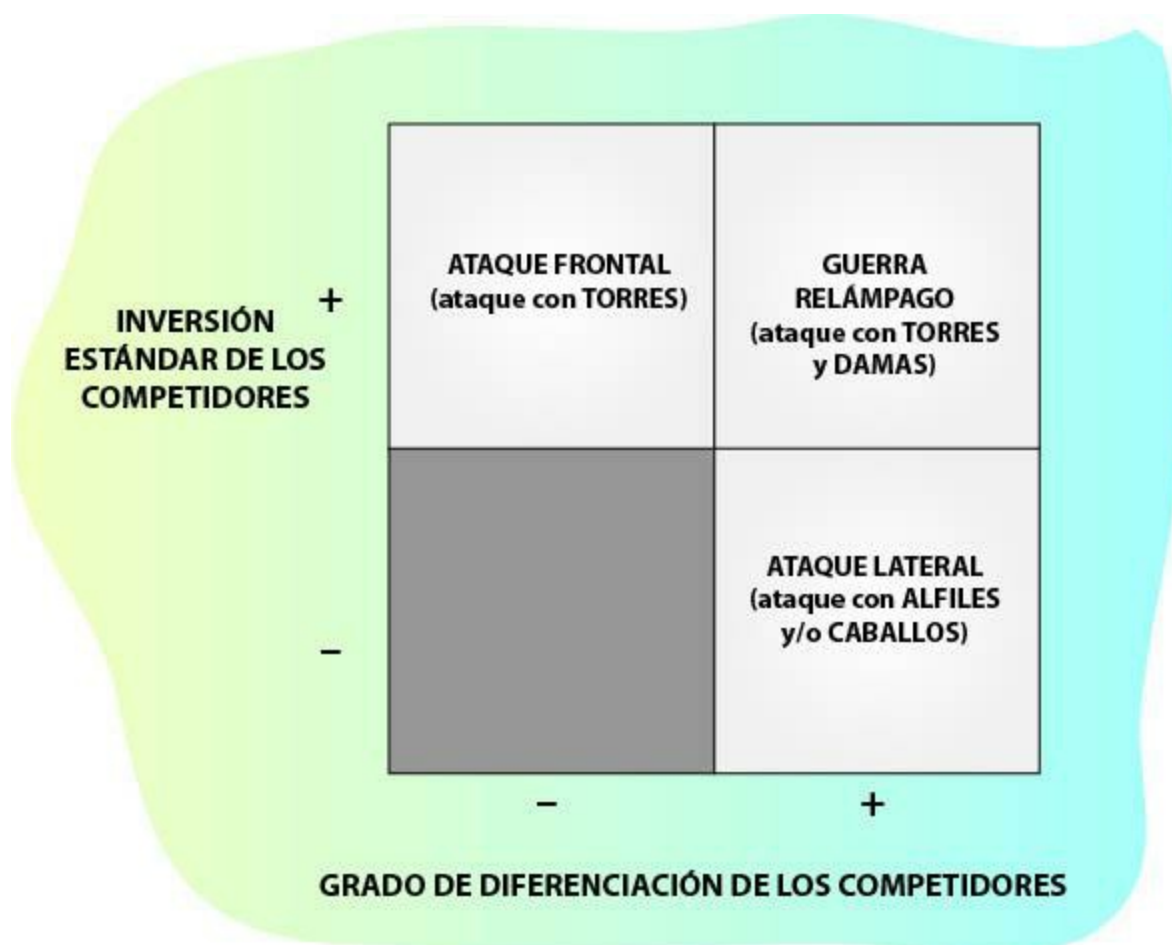 ATAQUE FRONTAL
(ataque con TORRES)
GUERRA
RELÁMPAGO
(ataque con TORRES
y DAMAS)
+
INVERSIÓN
ESTÁNDAR DE LOS
COMPETIDORES
ATAQUE LATERAL
(ataque con ALFILES
y/o CABALLOS)
–
– +
GRADO DE DIFERENCIACIÓN DE LOS COMPETIDORES